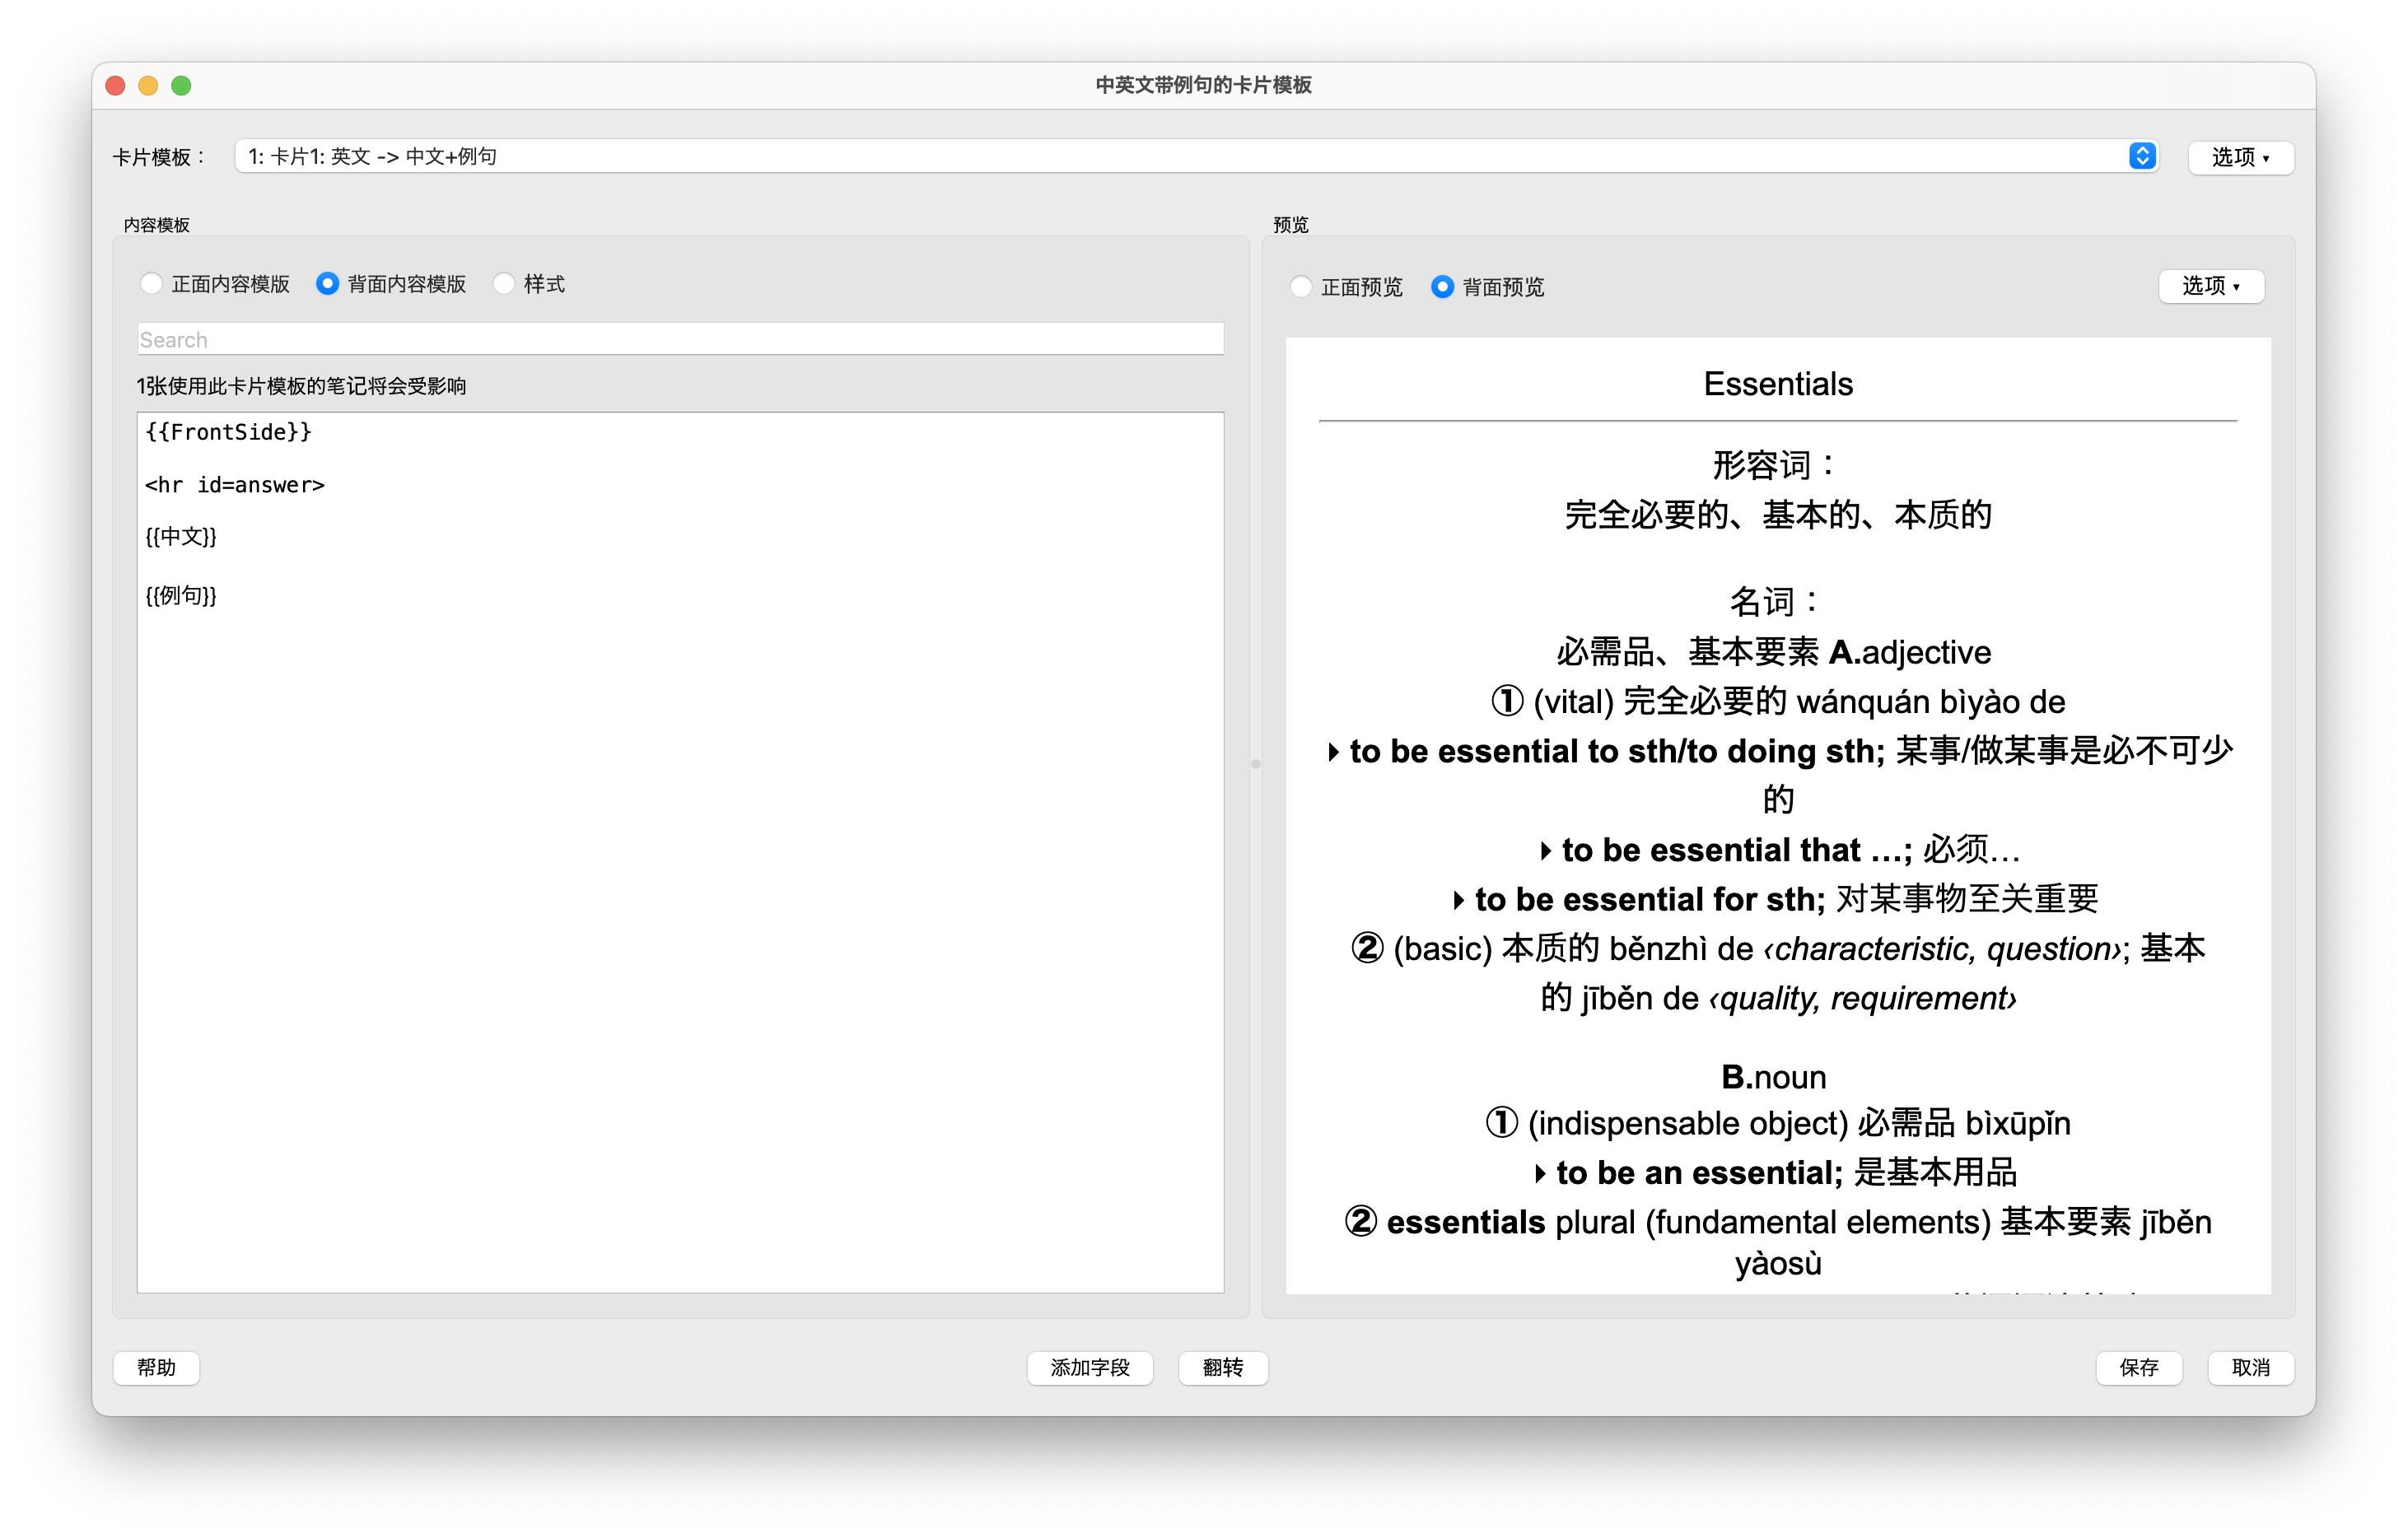 中英文带例句的卡片模板
卡片模板：
1: 卡片1: 英文 -> 中文+例句
选项 ▾
内容模板
正面内容模版
背面内容模版
样式
Search
1张使用此卡片模板的笔记将会受影响
{{FrontSide}}
<hr id=answer>
{{中文}}
{{例句}}
预览
正面预览
背面预览
选项 ▾
Essentials
形容词：
完全必要的、基本的、本质的
名词：
必需品、基本要素 A.adjective
① (vital) 完全必要的 wánquán bìyào de
▸ to be essential to sth/to doing sth; 某事/做某事是必不可少
的
▸ to be essential that …; 必须…
▸ to be essential for sth; 对某事物至关重要
② (basic) 本质的 běnzhì de ‹characteristic, question›; 基本
的 jīběn de ‹quality, requirement›
B.noun
① (indispensable object) 必需品 bìxūpǐn
▸ to be an essential; 是基本用品
② essentials plural (fundamental elements) 基本要素 jīběn
yàosù
帮助
添加字段
翻转
保存
取消